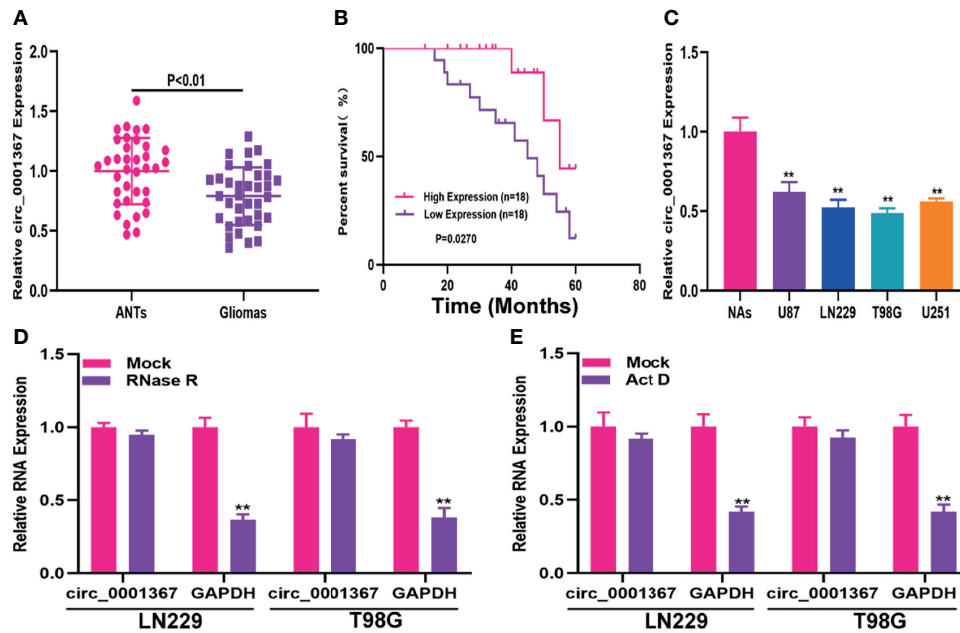 A
Relative circ_0001367 Expression
2.0
1.5
1.0
0.5
0.0
P<0.01
ANTs
Gliomas
B
Percent survival( %)
100
50
0
High Expression (n=18)
Low Expression (n=18)
P=0.0270
0
20
40
60
80
Time (Months)
C
Relative circ_0001367 Expression
1.5
1.0
0.5
0.0
**
**
**
**
NAs
U87
LN229
T98G
U251
D
Relative RNA Expression
1.5
1.0
0.5
0.0
Mock
RNase R
**
**
circ_0001367
GAPDH
circ_0001367
GAPDH
LN229
T98G
E
Relative RNA Expression
1.5
1.0
0.5
0.0
Mock
Act D
**
**
circ_0001367
GAPDH
circ_0001367
GAPDH
LN229
T98G